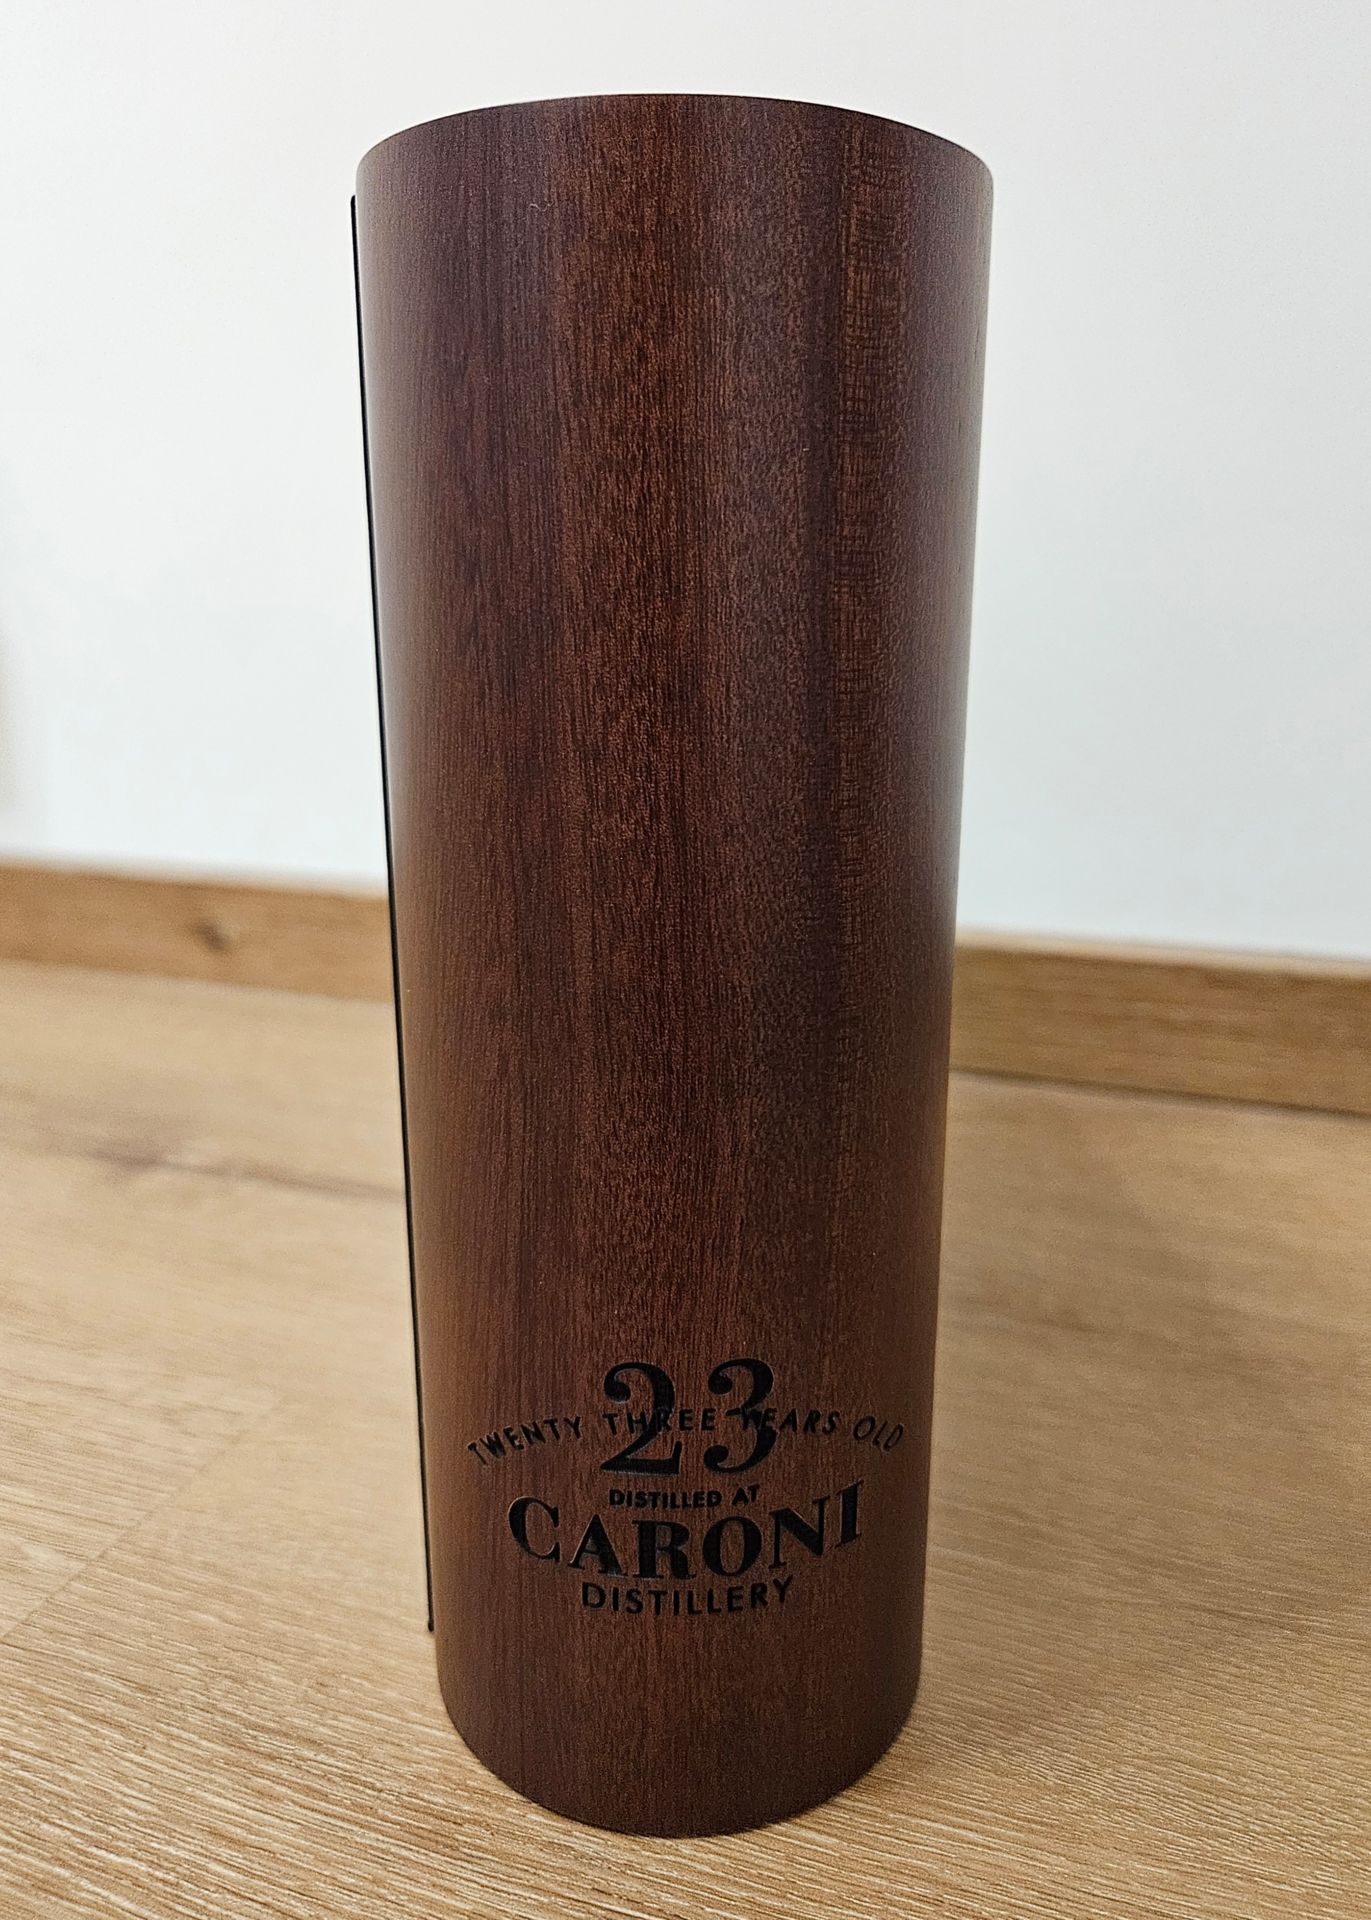 23
TWENTY THREE YEARS OLD
DISTILLED AT
CARONI
DISTILLERY